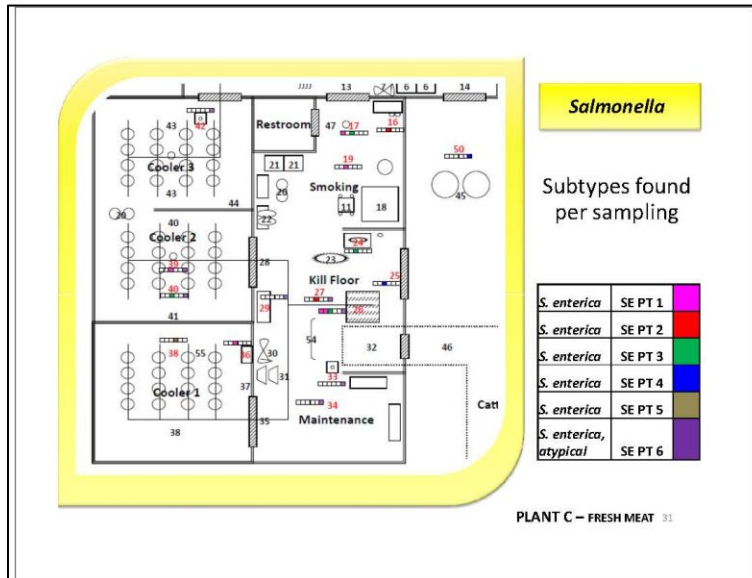 13
7
6
6
14
43
42
47
17
16
Restroom
50
Cooler 3
21
21
19
43
20
Smoking
45
44
11
18
20
22
40
Cooler 2
24
23
39
28
25
Kill Floor
40
27
29
26
41
54
32
46
38
55
36
30
33
37
31
Cooler 1
34
35
Maintenance
38
Catt
Salmonella
Subtypes found
per sampling
S. enterica SE PT 1
S. enterica SE PT 2
S. enterica SE PT 3
S. enterica SE PT 4
S. enterica SE PT 5
S. enterica,
atypical SE PT 6
PLANT C – FRESH MEAT 31